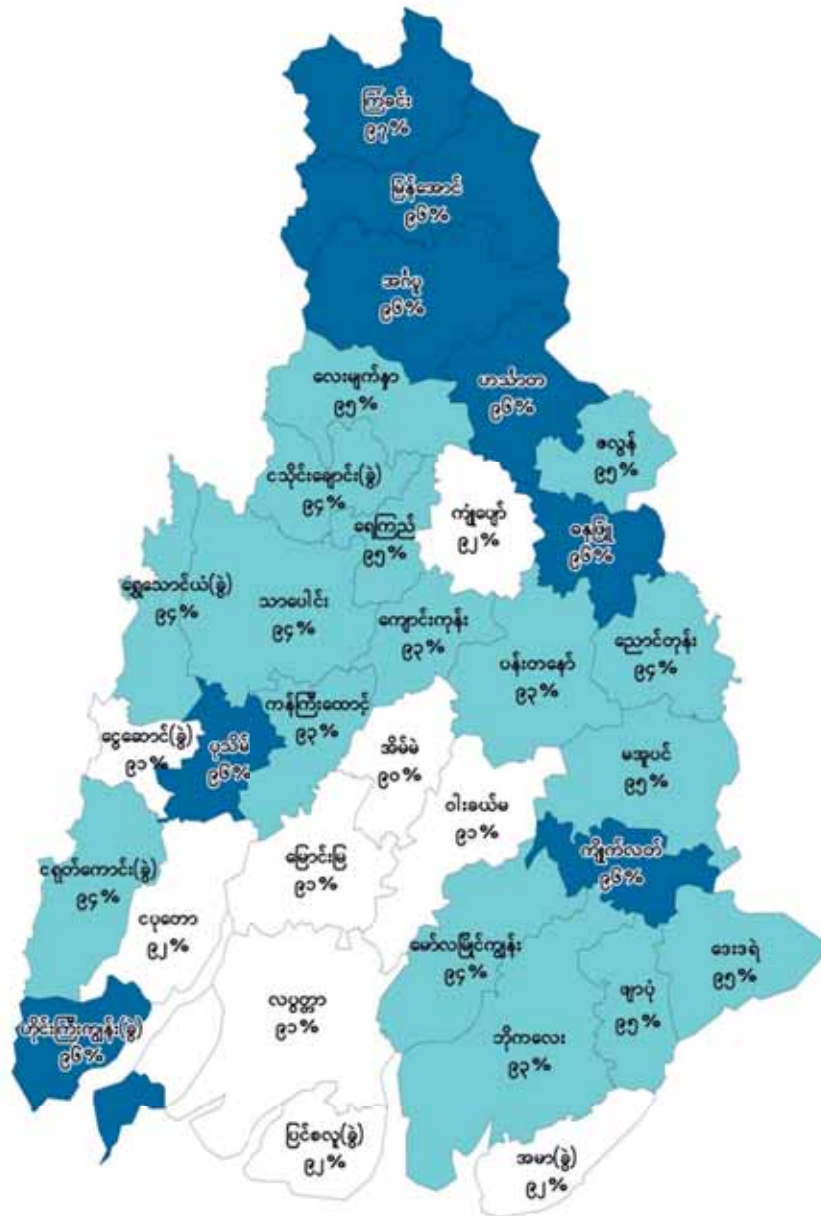 ကြံခင်း
၉၇%
မြန်အောင်
၉၆%
အင်္ဂပူ
၉၆%
ဟင်္သာတ
၉၆%
လေးမျက်နှာ
၉၅%
ဇလွန်
၉၅%
ငသိုင်းချောင်း(ခွဲ)
၉၄%
ရေကြည်
၉၅%
ကျုံပျော်
၉၂%
ဓနုဖြူ
၉၆%
ရွှေသောင်ယံ(ခွဲ)
၉၄%
သာပေါင်း
၉၄%
ကျောင်းကုန်း
၉၃%
ပန်းတနော်
၉၃%
ညောင်တုန်း
၉၄%
ငွေဆောင်(ခွဲ)
၉၁%
ပုသိမ်
၉၆%
ကန်ကြီးထောင့်
၉၃%
အိမ်မဲ
၉၀%
ဝါးခယ်မ
၉၁%
မအူပင်
၉၅%
ကျိုက်လတ်
၉၆%
မြောင်းမြ
၉၁%
ငရုတ်ကောင်း(ခွဲ)
၉၄%
ငပုတော
၉၂%
မော်လမြိုင်ကျွန်း
၉၄%
ဒေးဒရဲ
၉၅%
ဖျာပုံ
၉၅%
လပွတ္တာ
၉၁%
ဟိုင်းကြီးကျွန်း(ခွဲ)
၉၆%
ဘိုကလေး
၉၃%
ပြင်စလူ(ခွဲ)
၉၂%
အမာ(ခွဲ)
၉၂%